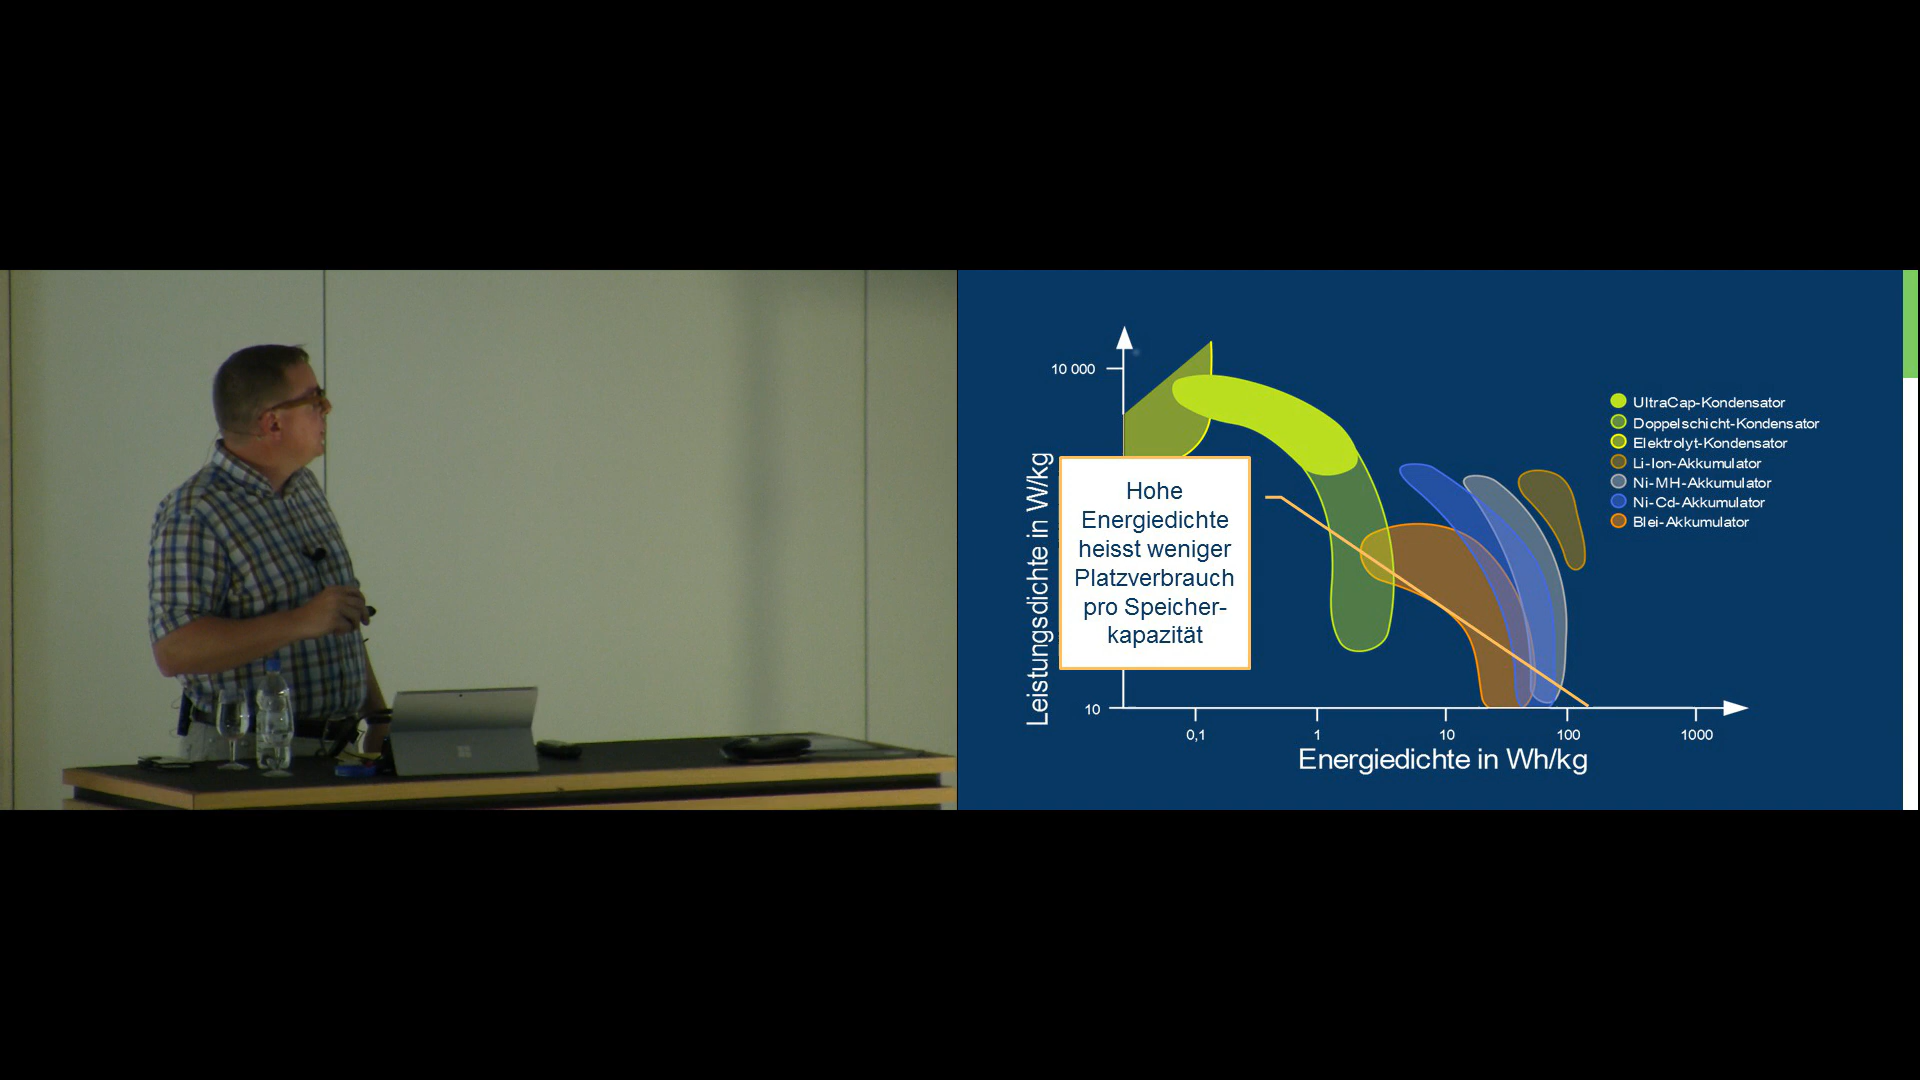 10 000
Leistungsdichte in W/kg
Hohe
Energiedichte
heisst weniger
Platzverbrauch
pro Speicher-
kapazität
10
0,1
1
10
100
1000
Energiedichte in Wh/kg
UltraCap-Kondensator
Doppelschicht-Kondensator
Elektrolyt-Kondensator
Li-Ion-Akkumulator
Ni-MH-Akkumulator
Ni-Cd-Akkumulator
Blei-Akkumulator